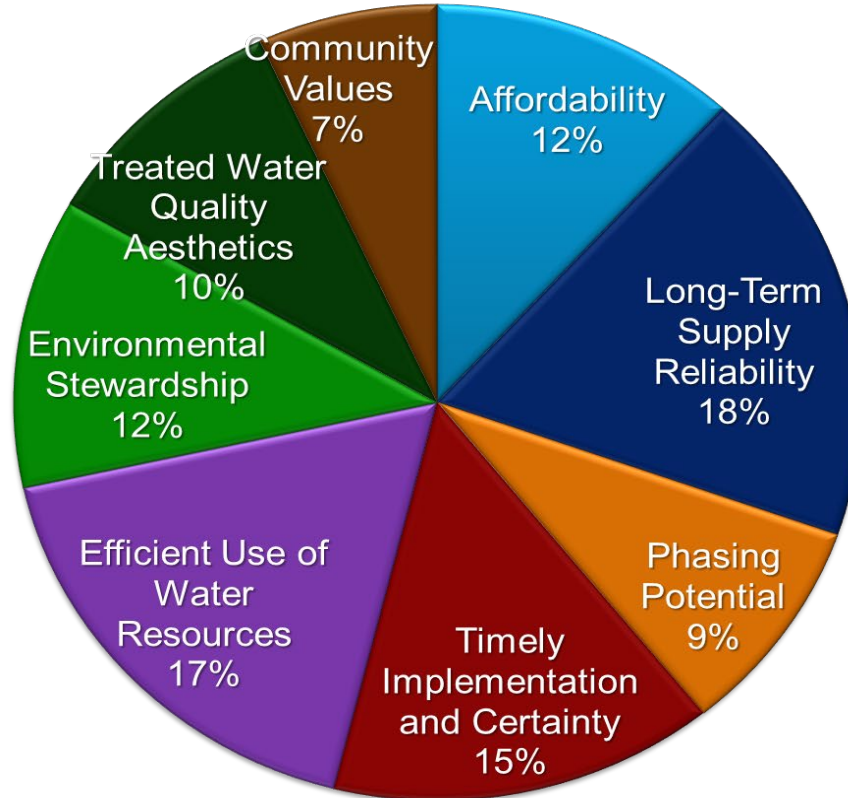 Community
Values
7%
Affordability
12%
Treated Water
Quality
Aesthetics
10%
Long-Term
Supply
Reliability
18%
Environmental
Stewardship
12%
Phasing
Potential
9%
Efficient Use of
Water
Resources
17%
Timely
Implementation
and Certainty
15%